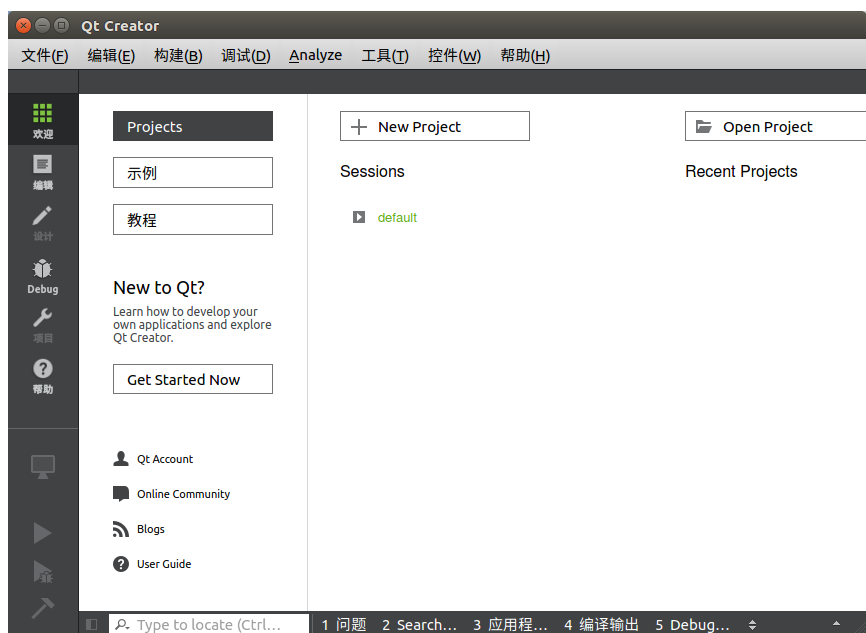 Qt Creator
文件(F) 编辑(E) 构建(B) 调试(D) Analyze 工具(T) 控件(W) 帮助(H)
欢迎
编辑
设计
Debug
项目
帮助
Projects
示例
教程
New to Qt?
Learn how to develop your
own applications and explore
Qt Creator.
Get Started Now
Qt Account
Online Community
Blogs
User Guide
New Project
Sessions
default
Open Project
Recent Projects
Type to locate (Ctrl... 1 问题 2 Search... 3 应用程... 4 编译输出 5 Debug...